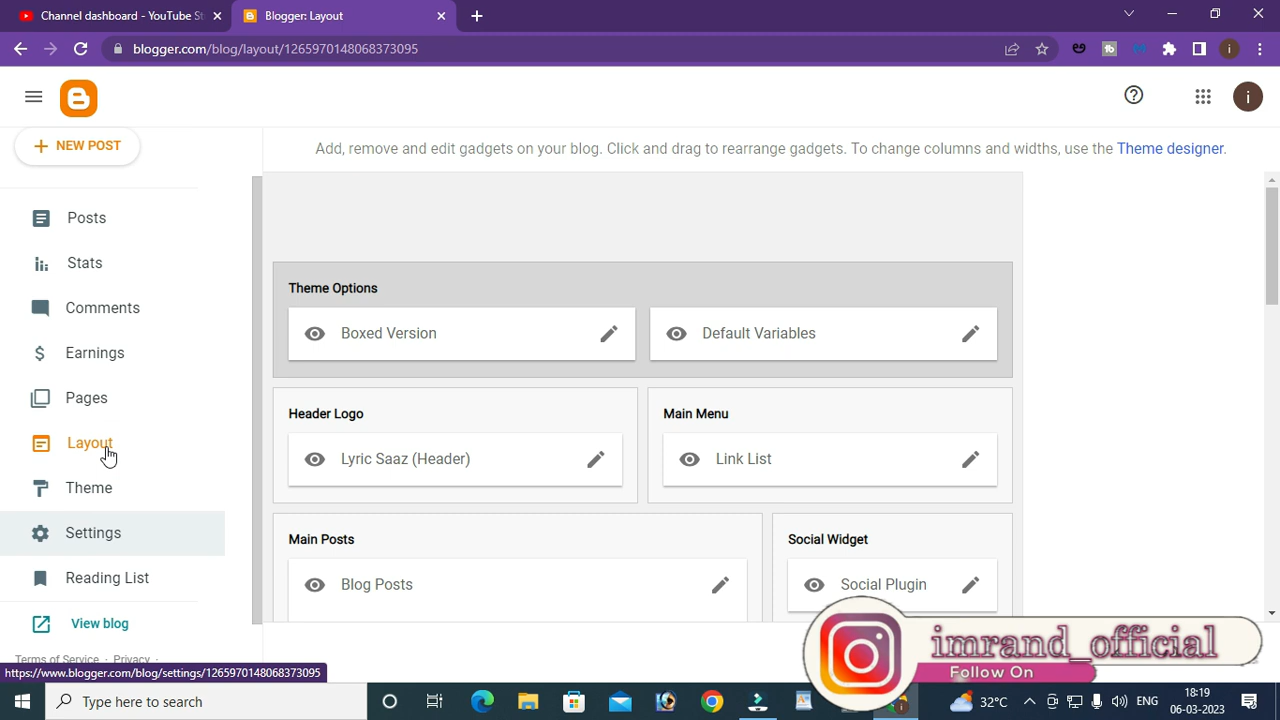 Channel dashboard - YouTube St
Blogger: Layout
blogger.com/blog/layout/1265970148068373095
i
i
NEW POST
Add, remove and edit gadgets on your blog. Click and drag to rearrange gadgets. To change columns and widths, use the Theme designer.
Posts
Stats
Comments
Earnings
Pages
Layout
Theme
Settings
Reading List
View blog
Terms of Service · Privacy ·
Theme Options
Boxed Version
Default Variables
Header Logo
Lyric Saaz (Header)
Main Menu
Link List
Main Posts
Blog Posts
Social Widget
Social Plugin
imrand_official
Follow On
https://www.blogger.com/blog/settings/1265970148068373095
Type here to search
32°C
ENG
18:19
06-03-2023